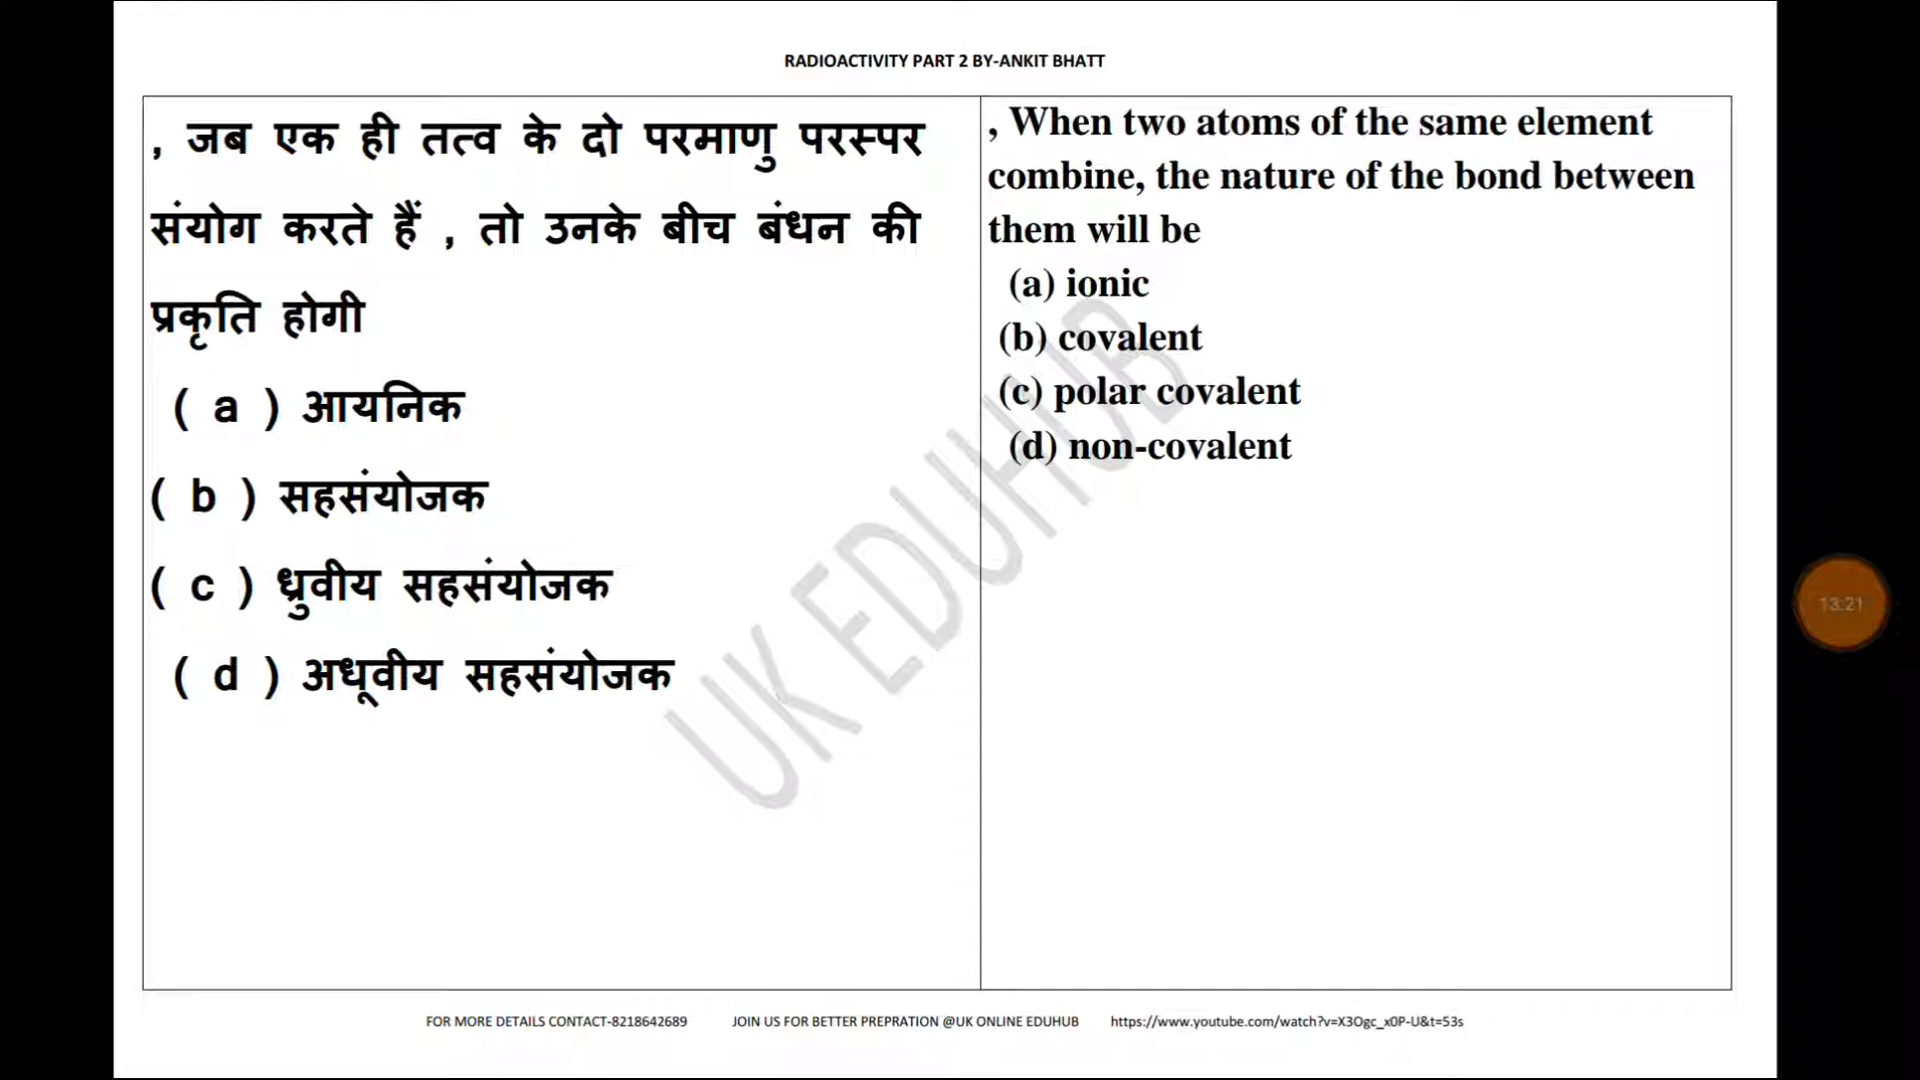 RADIOACTIVITY PART 2 BY-ANKIT BHATT
, जब एक ही तत्व के दो परमाणु परस्पर
संयोग करते हैं , तो उनके बीच बंधन की
प्रकृति होगी
( a ) आयनिक
( b ) सहसंयोजक
( c ) ध्रुवीय सहसंयोजक
( d ) अधूवीय सहसंयोजक
, When two atoms of the same element
combine, the nature of the bond between
them will be
(a) ionic
(b) covalent
(c) polar covalent
(d) non-covalent
UK EDUHUB
13:21
FOR MORE DETAILS CONTACT-8218642689 JOIN US FOR BETTER PREPRATION @UK ONLINE EDUHUB https://www.youtube.com/watch?v=X3Ogc_x0P-U&t=53s